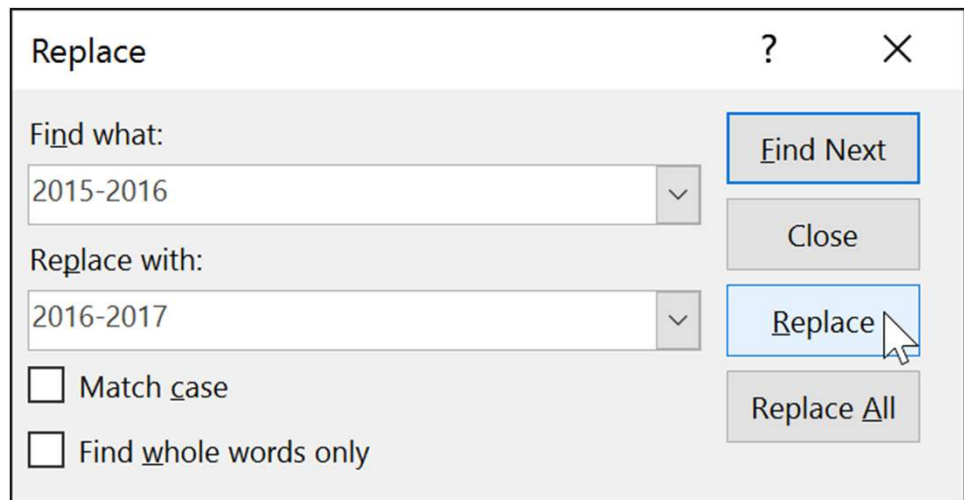 Replace ?
Find what:
2015-2016
Find Next
Close
Replace with:
2016-2017
Replace
Match case
Replace All
Find whole words only